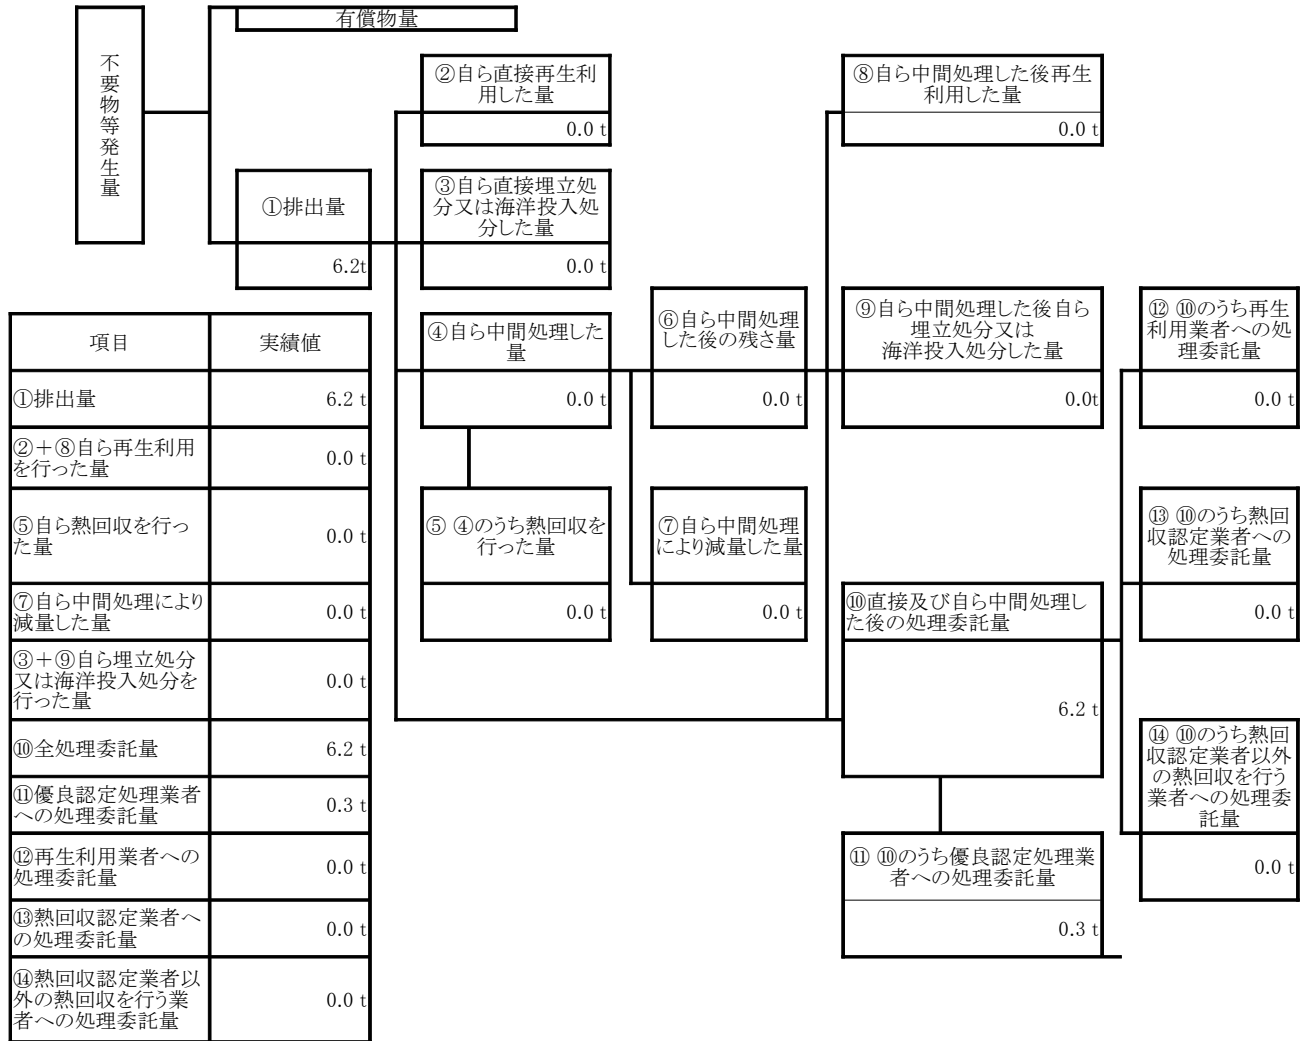 有償物量
不要物等発生量
②自ら直接再生利
用した量
0.0 t
⑧自ら中間処理した後再生
利用した量
0.0 t
①排出量
6.2t
③自ら直接埋立処
分又は海洋投入処
分した量
0.0 t
④自ら中間処理した
量
0.0 t
⑥自ら中間処理
した後の残さ量
0.0 t
⑨自ら中間処理した後自ら
埋立処分又は
海洋投入処分した量
0.0t
⑫ ⑩のうち再生
利用業者への処
理委託量
0.0 t
⑤ ④のうち熱回収を
行った量
0.0 t
⑦自ら中間処理
により減量した量
0.0 t
⑬ ⑩のうち熱回
収認定業者への
処理委託量
0.0 t
⑩直接及び自ら中間処理し
た後の処理委託量
6.2 t
⑭ ⑩のうち熱回
収認定業者以外
の熱回収を行う
業者への処理委
託量
0.0 t
⑪ ⑩のうち優良認定処理業
者への処理委託量
0.3 t
項目 実績値
①排出量 6.2 t
②＋⑧自ら再生利用
を行った量
0.0 t
⑤自ら熱回収を行っ
た量
0.0 t
⑦自ら中間処理により
減量した量
0.0 t
③＋⑨自ら埋立処分
又は海洋投入処分を
行った量
0.0 t
⑩全処理委託量 6.2 t
⑪優良認定処理業者
への処理委託量
0.3 t
⑫再生利用業者への
処理委託量
0.0 t
⑬熱回収認定業者へ
の処理委託量
0.0 t
⑭熱回収認定業者以
外の熱回収を行う業
者への処理委託量
0.0 t